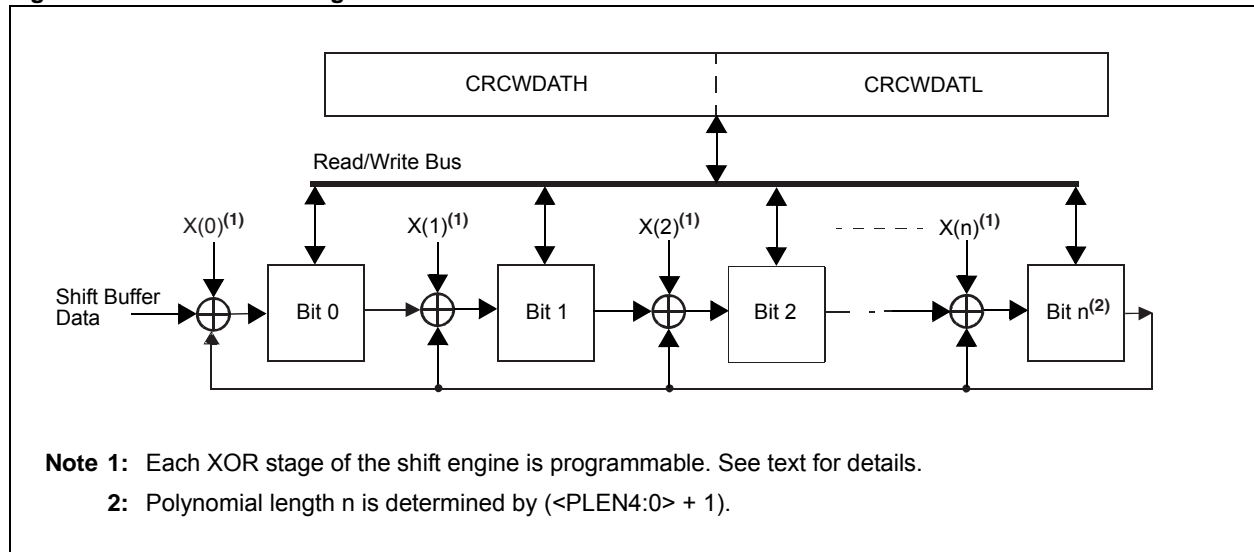 CRCWDATH CRCWDATL
Read/Write Bus
X(0)(1) X(1)(1) X(2)(1) X(n)(1)
Shift Buffer
Data
Bit 0 Bit 1 Bit 2 Bit n(2)
Note 1: Each XOR stage of the shift engine is programmable. See text for details.
2: Polynomial length n is determined by (<PLEN4:0> + 1).